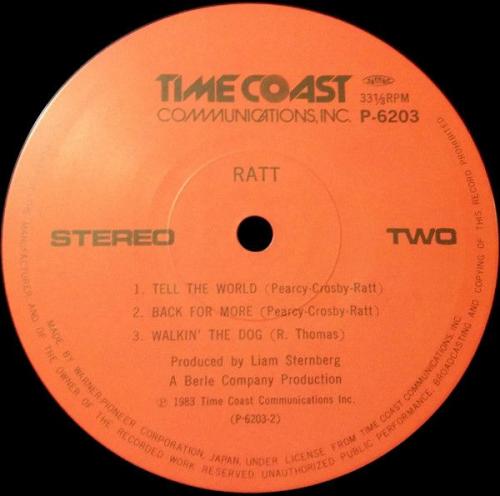 TIME COAST
COMMUNICATIONS, INC.
33⅓RPM
P-6203
RATT
STEREO
TWO
1. TELL THE WORLD (Pearcy-Crosby-Ratt)
2. BACK FOR MORE (Pearcy-Crosby-Ratt)
3. WALKIN' THE DOG (R. Thomas)
Produced by Liam Sternberg
A Berle Company Production
℗ 1983 Time Coast Communications Inc.
(P-6203-2)
MADE BY WARNER-PIONEER CORPORATION, JAPAN, UNDER LICENSE FROM TIME COAST COMMUNICATIONS, INC.
MANUFACTURER AND OF THE OWNER OF THE RECORDED WORK RESERVED. UNAUTHORIZED PUBLIC PERFORMANCE, BROADCASTING AND COPYING OF THIS RECORD PROHIBITED